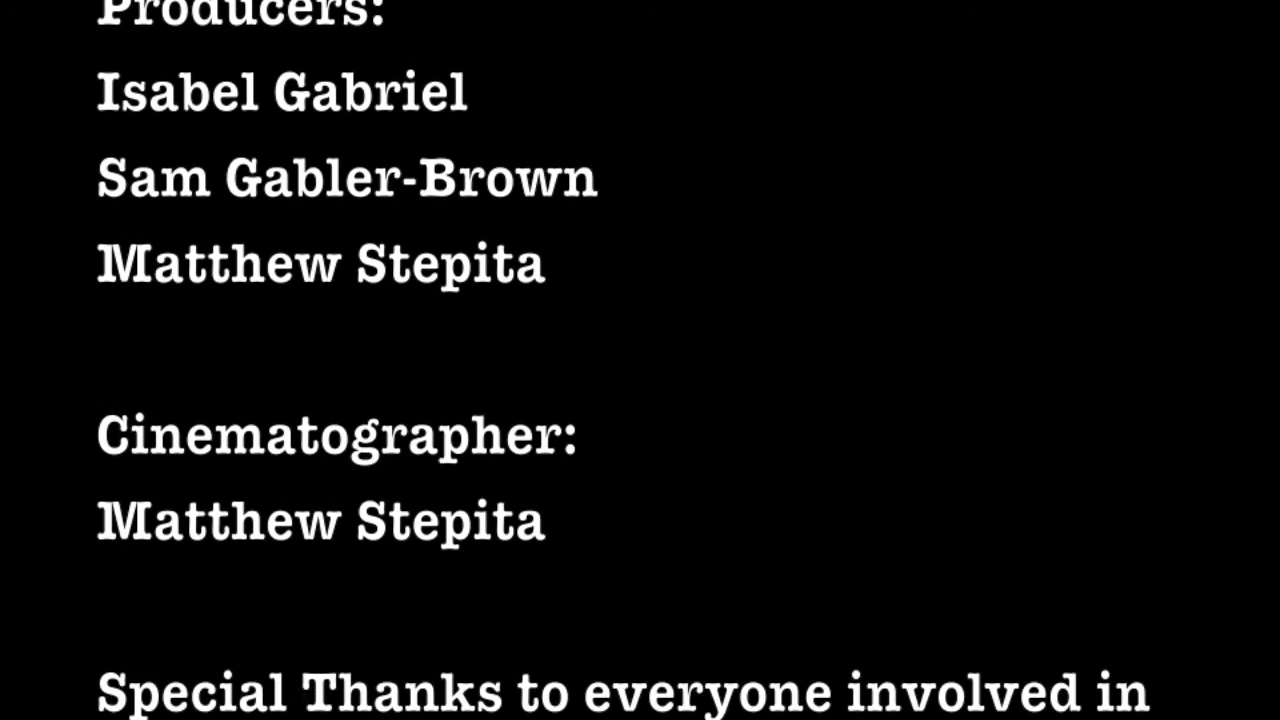 Producers:
Isabel Gabriel
Sam Gabler-Brown
Matthew Stepita
Cinematographer:
Matthew Stepita
Special Thanks to everyone involved in